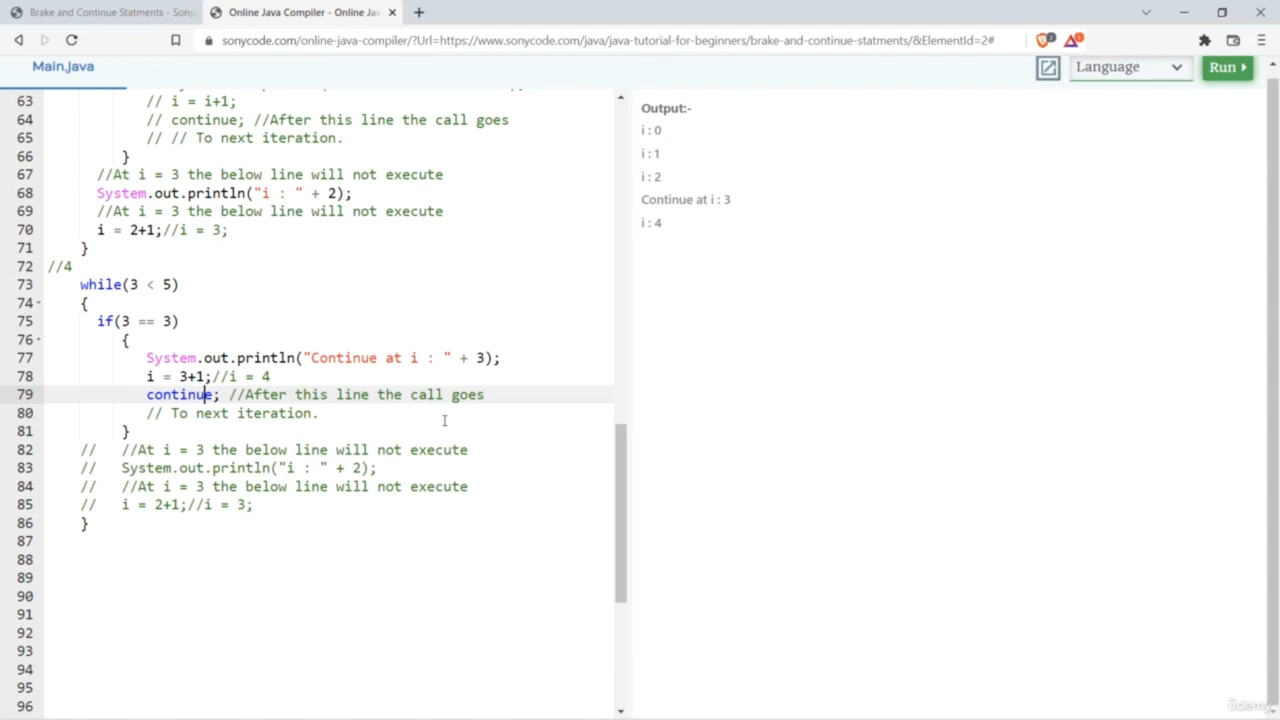 Brake and Continue Statments - Sony
Online Java Compiler - Online Ja
sonycode.com/online-java-compiler/?Url=https://www.sonycode.com/java/java-tutorial-for-beginners/brake-and-continue-statments/&ElementId=2#
Main.java
Language
Run
63 // i = i+1;
64 // continue; //After this line the call goes
65 // // To next iteration.
66 }
67 //At i = 3 the below line will not execute
68 System.out.println("i : " + 2);
69 //At i = 3 the below line will not execute
70 i = 2+1;//i = 3;
71 }
72 //4
73 while(3 < 5)
74 {
75 if(3 == 3)
76 {
77 System.out.println("Continue at i : " + 3);
78 i = 3+1;//i = 4
79 continue; //After this line the call goes
80 // To next iteration.
81 }
82 // //At i = 3 the below line will not execute
83 // System.out.println("i : " + 2);
84 // //At i = 3 the below line will not execute
85 // i = 2+1;//i = 3;
86 }
87
88
89
90
91
92
93
94
95
96
Output:-
i : 0
i : 1
i : 2
Continue at i : 3
i : 4
ûdemy